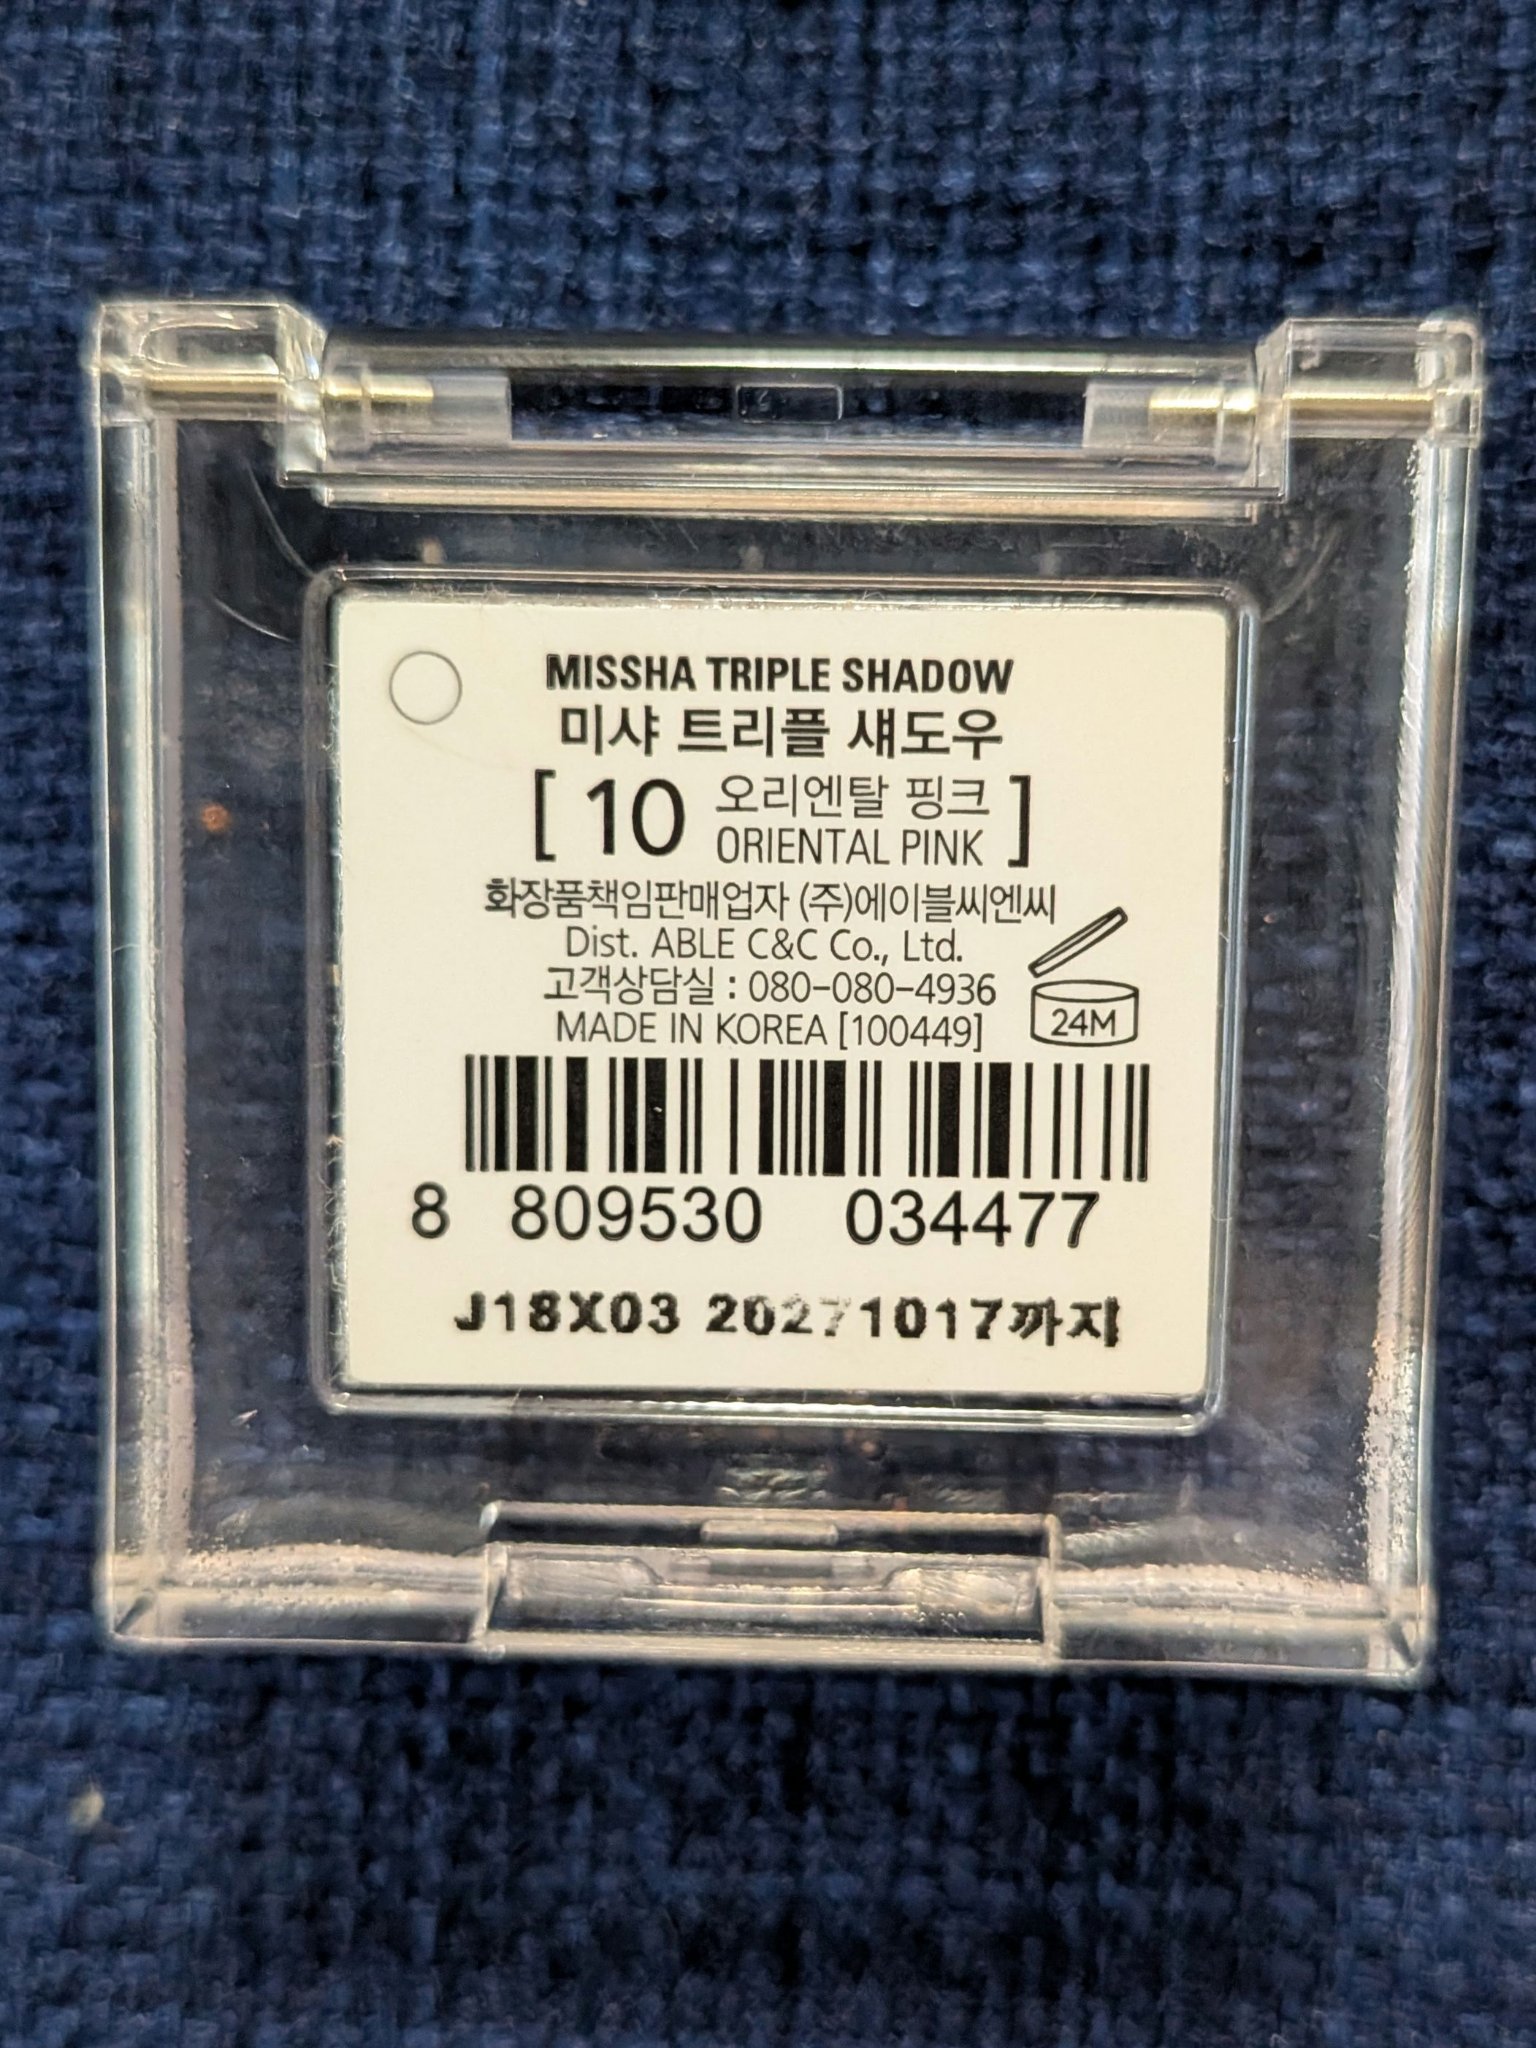 MISSHA TRIPLE SHADOW
미샤 트리플 섀도우
[ 10 오리엔탈 핑크
ORIENTAL PINK ]
화장품책임판매업자 (주)에이블씨엔씨
Dist. ABLE C&C Co., Ltd.
고객상담실 : 080-080-4936
MADE IN KOREA [100449]
24M
8 809530 034477
J18X03 20271017까지